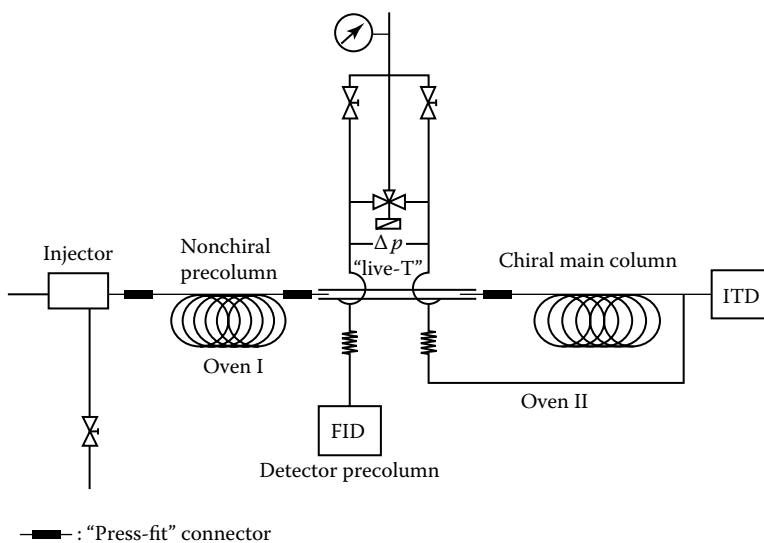 Δp
"live-T"
Injector
Nonchiral
precolumn
Chiral main column
ITD
Oven I
Oven II
FID
Detector precolumn
: "Press-fit" connector